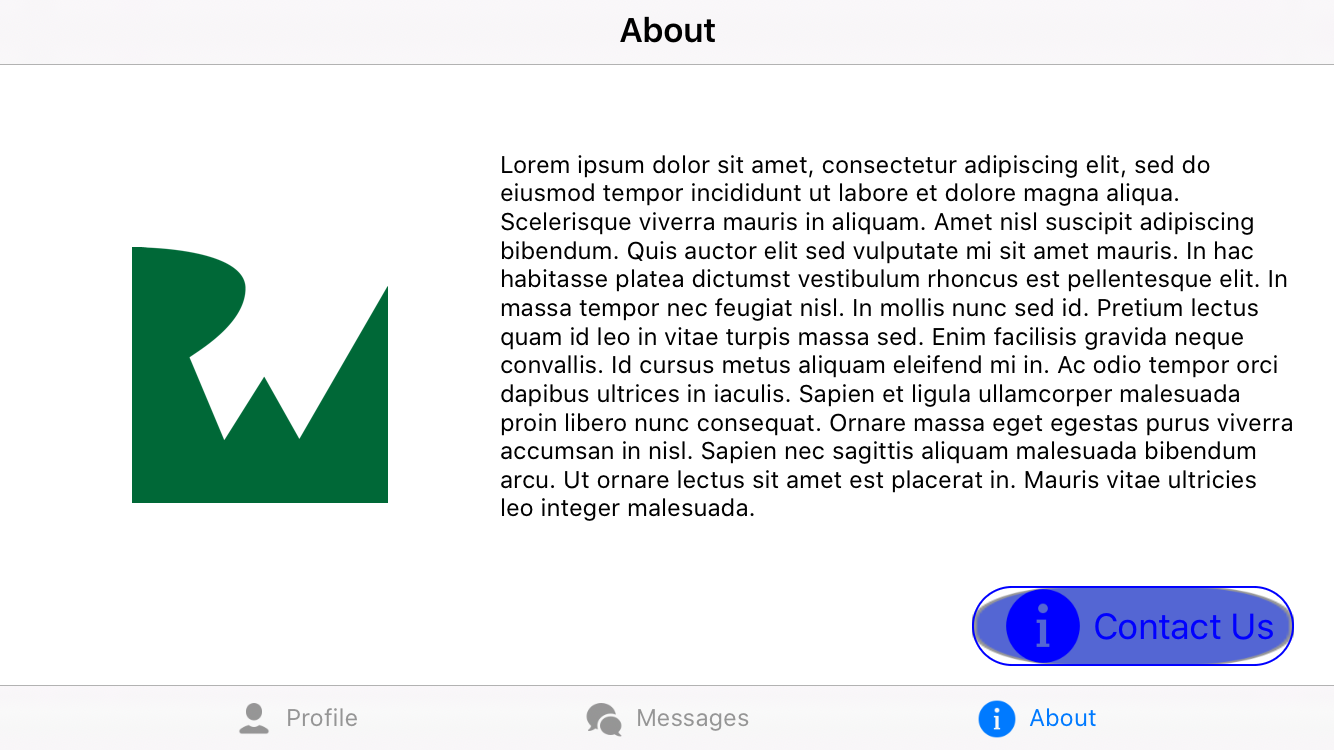 About
Lorem ipsum dolor sit amet, consectetur adipiscing elit, sed do
eiusmod tempor incididunt ut labore et dolore magna aliqua.
Scelerisque viverra mauris in aliquam. Amet nisl suscipit adipiscing
bibendum. Quis auctor elit sed vulputate mi sit amet mauris. In hac
habitasse platea dictumst vestibulum rhoncus est pellentesque elit. In
massa tempor nec feugiat nisl. In mollis nunc sed id. Pretium lectus
quam id leo in vitae turpis massa sed. Enim facilisis gravida neque
convallis. Id cursus metus aliquam eleifend mi in. Ac odio tempor orci
dapibus ultrices in iaculis. Sapien et ligula ullamcorper malesuada
proin libero nunc consequat. Ornare massa eget egestas purus viverra
accumsan in nisl. Sapien nec sagittis aliquam malesuada bibendum
arcu. Ut ornare lectus sit amet est placerat in. Mauris vitae ultricies
leo integer malesuada.
Contact Us
Profile
Messages
About